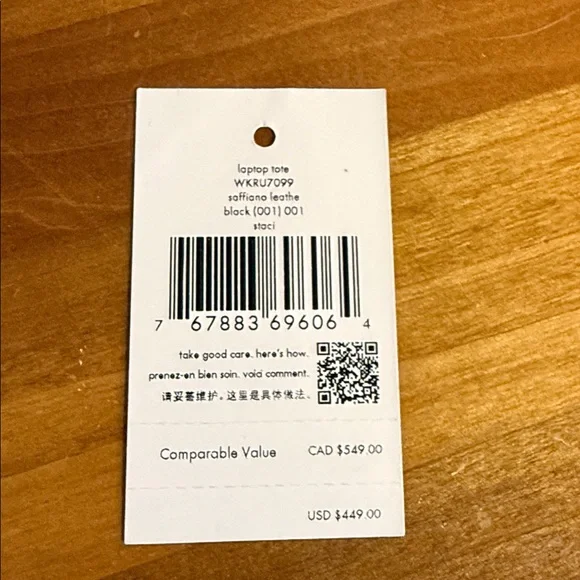 laptop tote
WKRU7099
saffiano leathe
black (001) 001
staci
7 67883 69606 4
take good care. here's how.
prenez-en bien soin. voici comment.
请妥善维护。这里是具体做法、
Comparable Value CAD $549.00
USD $449.00